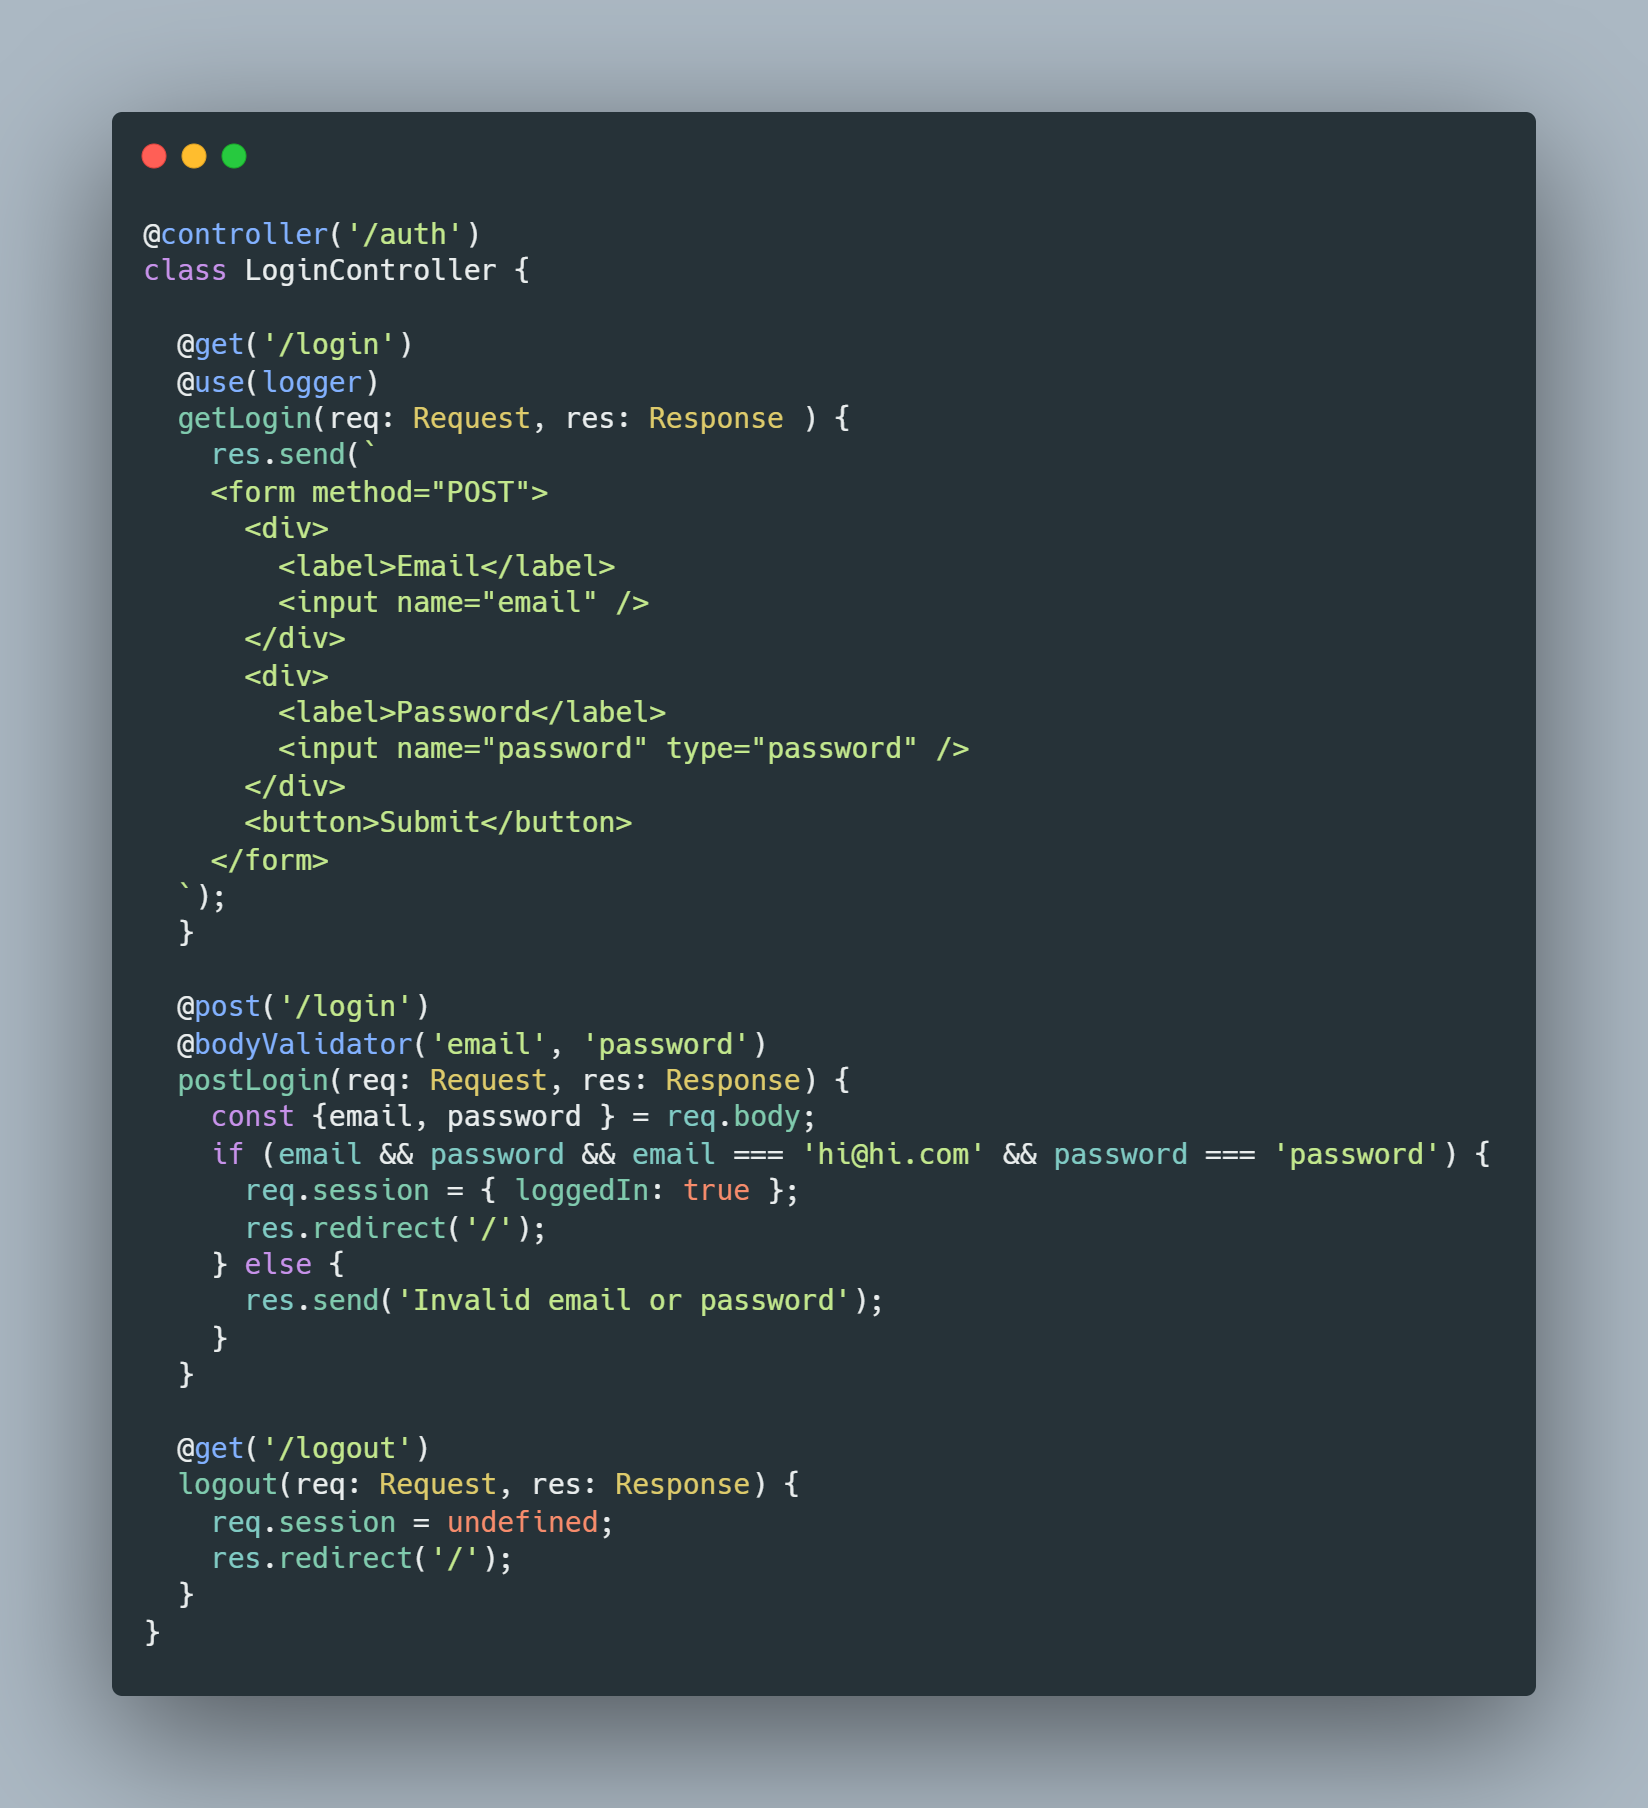 @controller('/auth')
class LoginController {

  @get('/login')
  @use(logger)
  getLogin(req: Request, res: Response ) {
    res.send(`
    <form method="POST">
      <div>
        <label>Email</label>
        <input name="email" />
      </div>
      <div>
        <label>Password</label>
        <input name="password" type="password" />
      </div>
      <button>Submit</button>
    </form>
  `);
  }

  @post('/login')
  @bodyValidator('email', 'password')
  postLogin(req: Request, res: Response) {
    const {email, password } = req.body;
    if (email && password && email === 'hi@hi.com' && password === 'password') {
      req.session = { loggedIn: true };
      res.redirect('/');
    } else {
      res.send('Invalid email or password');
    }
  }

  @get('/logout')
  logout(req: Request, res: Response) {
    req.session = undefined;
    res.redirect('/');
  }
}